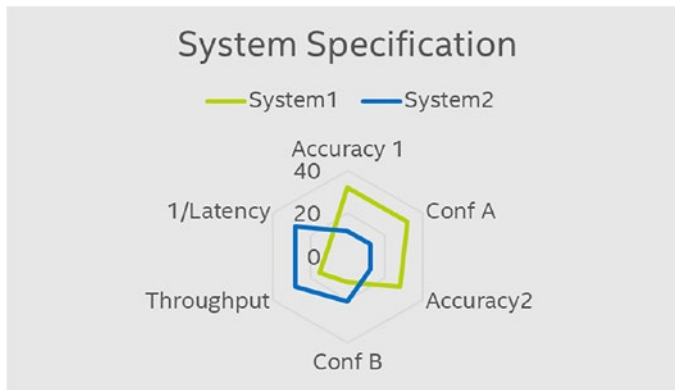 System Specification
System1 System2
Accuracy 1
40
1/Latency
20
Conf A
0
Throughput
Accuracy2
Conf B